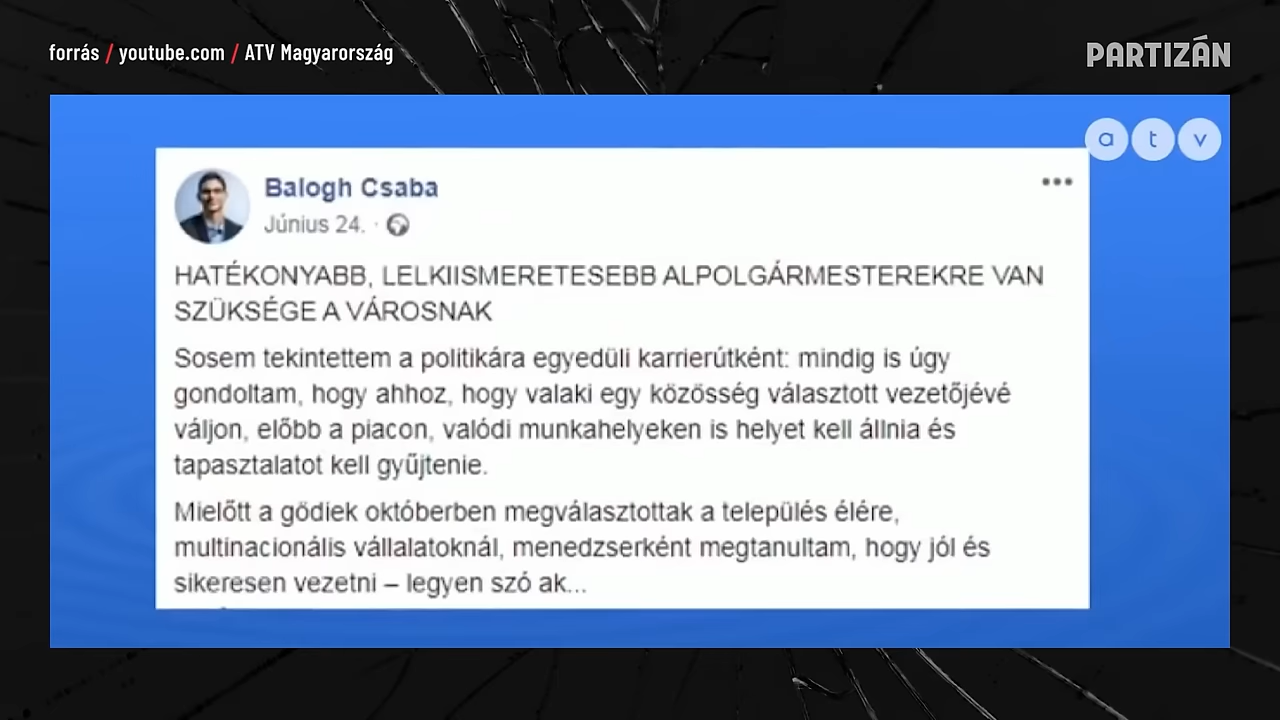 forrás / youtube.com / ATV Magyarország
PARTIZÁN
a t v
Balogh Csaba
Június 24. ·
HATÉKONYABB, LELKIISMERETESEBB ALPOLGÁRMESTEREKRE VAN
SZÜKSÉGE A VÁROSNAK
Sosem tekintettem a politikára egyedüli karrierútként: mindig is úgy
gondoltam, hogy ahhoz, hogy valaki egy közösség választott vezetőjévé
váljon, előbb a piacon, valódi munkahelyeken is helyet kell állnia és
tapasztalatot kell gyűjtenie.
Mielőtt a gödiek októberben megválasztottak a település élére,
multinacionális vállalatoknál, menedzserként megtanultam, hogy jól és
sikeresen vezetni – legyen szó ak...